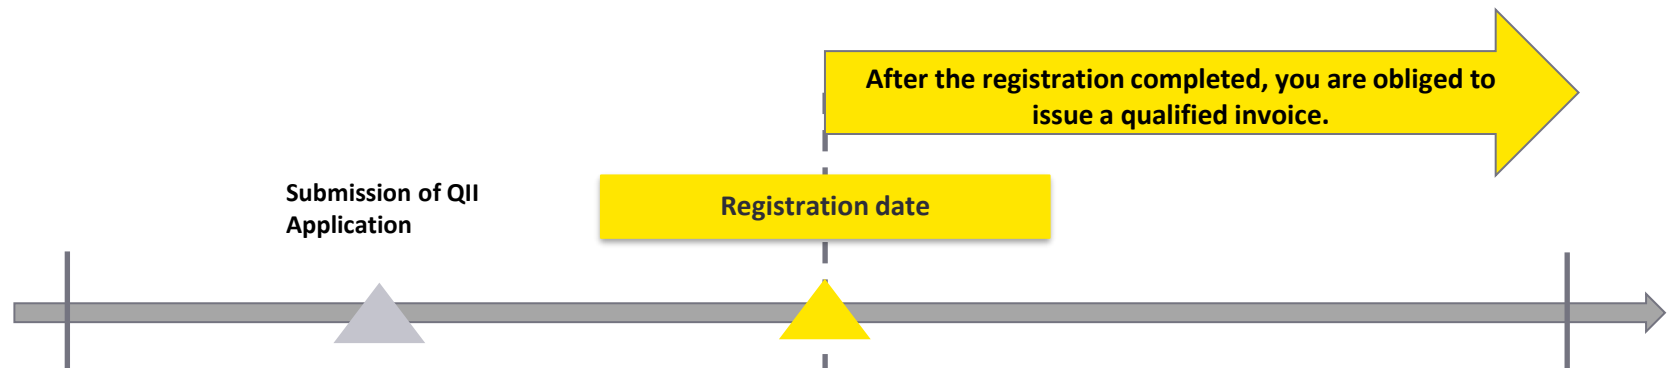 After the registration completed, you are obliged to
issue a qualified invoice.
Submission of QII
Application
Registration date